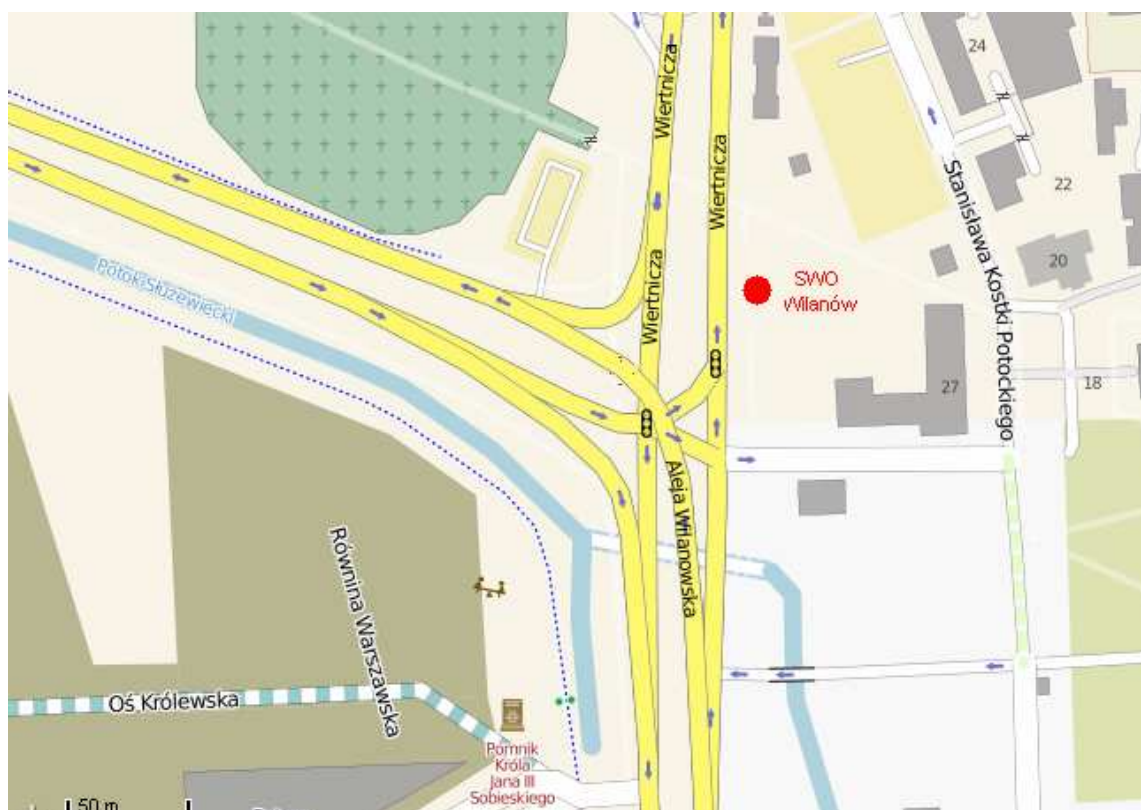 Wiertnicza
Wiertnicza
Wiertnicza
Wiertnicza
24
22
20
18
27
Stanisława Kostki Potockiego
SWO
Wilanów
Potok Służewiecki
Aleja Wilanowska
Równina Warszawska
Oś Królewska
Pomnik
Króla
Jana III
Sobieskiego
50 m